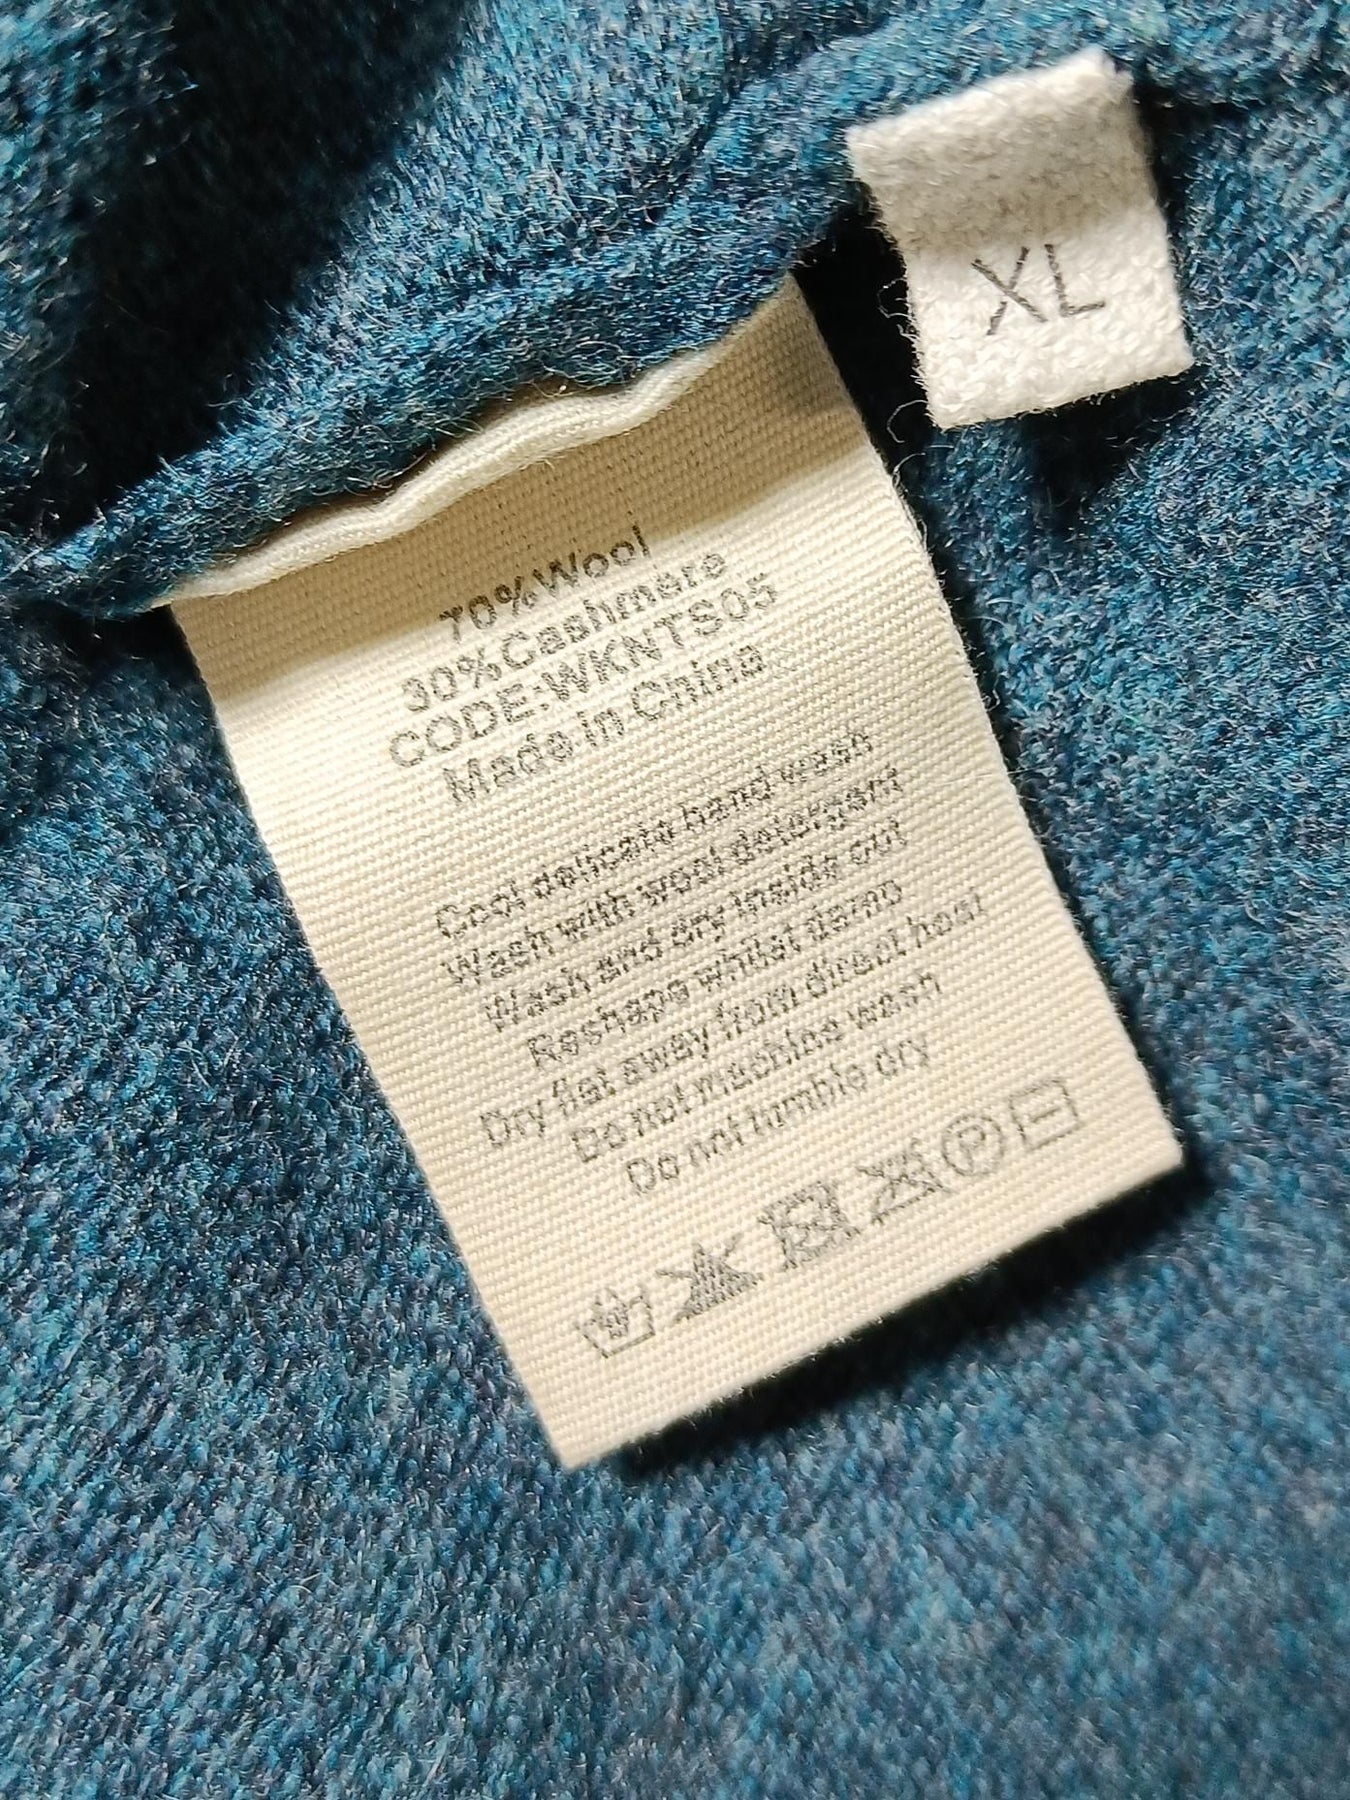 XL
70%Wool
30%Cashmere
CODE:WKNTS05
Made in China
Cool delicate hand wash
Wash with wool detergent
Wash and dry inside out
Reshape whilst damp
Dry flat away from direct heat
Do not machine wash
Do not tumble dry
P